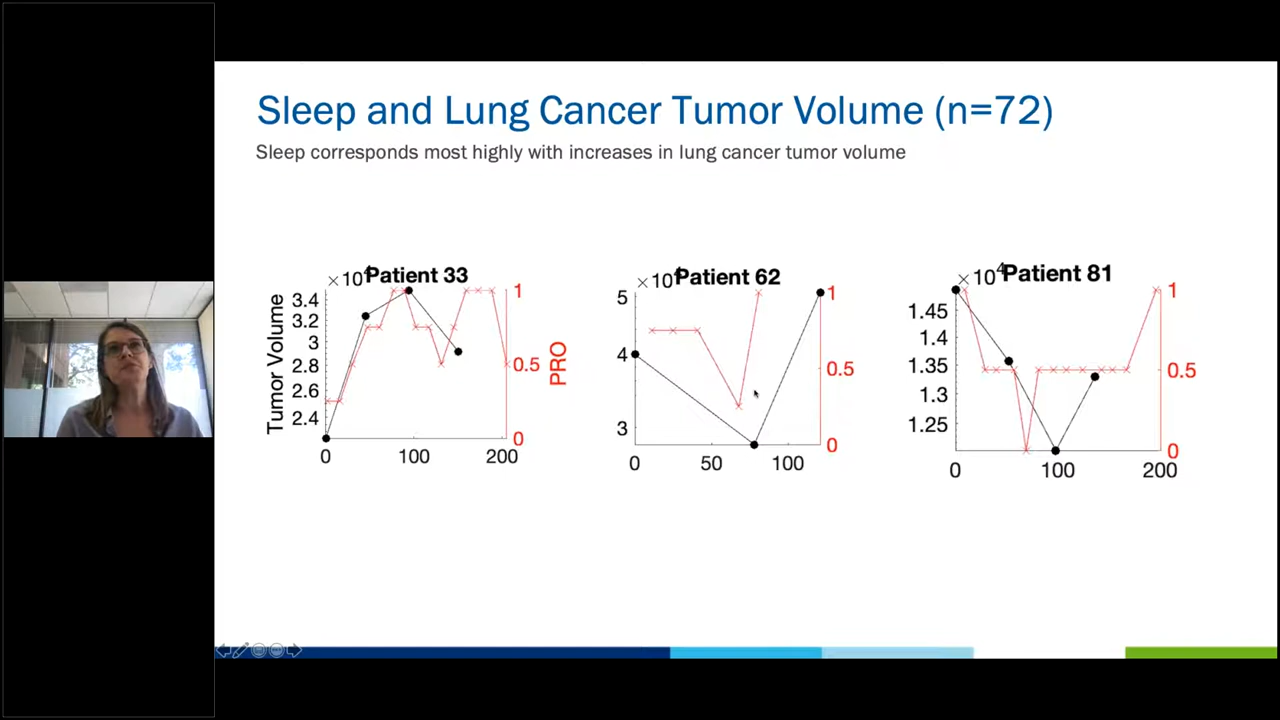 Sleep and Lung Cancer Tumor Volume (n=72)
Sleep corresponds most highly with increases in lung cancer tumor volume
×10⁴ Patient 33
Tumor Volume
3.4
3.2
3
2.8
2.6
2.4
0 100 200
1
0.5
0
PRO
×10⁴ Patient 62
5
4
3
0 50 100
1
0.5
0
×10⁴ Patient 81
1.45
1.4
1.35
1.3
1.25
0 100 200
1
0.5
0